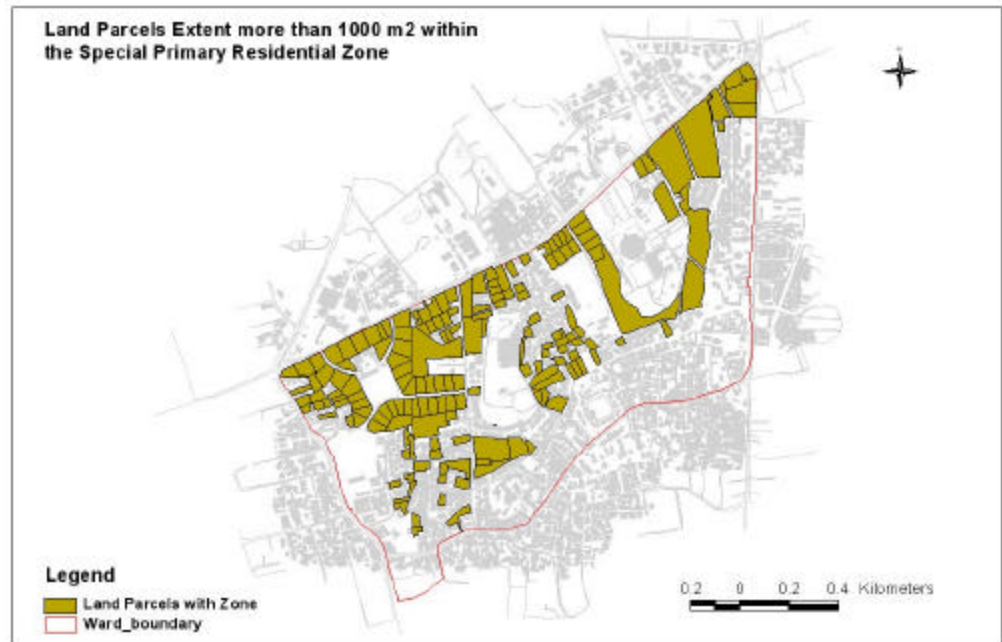 Land Parcels Extent more than 1000 m2 within
the Special Primary Residential Zone
Legend
Land Parcels with Zone
Ward_boundary
0.2 0 0.2 0.4 Kilometers